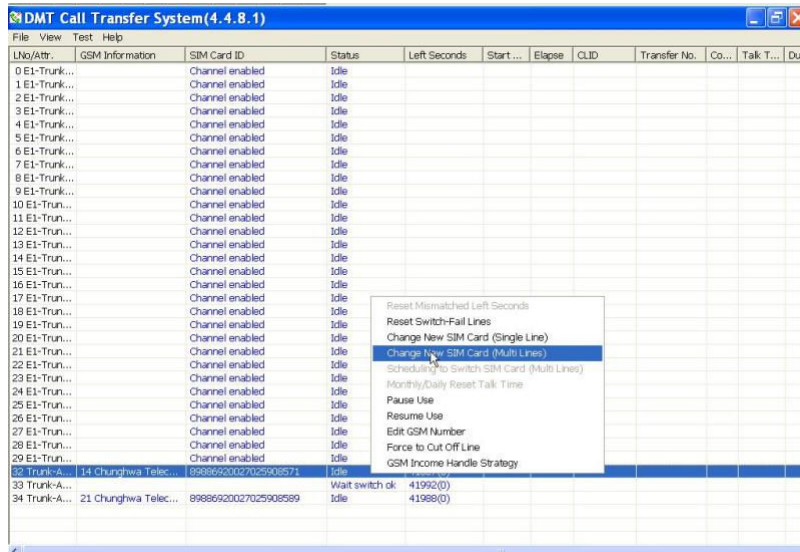 DMT Call Transfer System(4.4.8.1)
File View Test Help
LNo/Attr. GSM Information SIM Card ID Status Left Seconds Start ... Elapse CLID Transfer No. Co... Talk T... Du
0 E1-Trunk... Channel enabled Idle
1 E1-Trunk... Channel enabled Idle
2 E1-Trunk... Channel enabled Idle
3 E1-Trunk... Channel enabled Idle
4 E1-Trunk... Channel enabled Idle
5 E1-Trunk... Channel enabled Idle
6 E1-Trunk... Channel enabled Idle
7 E1-Trunk... Channel enabled Idle
8 E1-Trunk... Channel enabled Idle
9 E1-Trunk... Channel enabled Idle
10 E1-Trun... Channel enabled Idle
11 E1-Trun... Channel enabled Idle
12 E1-Trun... Channel enabled Idle
13 E1-Trun... Channel enabled Idle
14 E1-Trun... Channel enabled Idle
15 E1-Trun... Channel enabled Idle
16 E1-Trun... Channel enabled Idle
17 E1-Trun... Channel enabled Idle
18 E1-Trun... Channel enabled Idle
19 E1-Trun... Channel enabled Idle
20 E1-Trun... Channel enabled Idle
21 E1-Trun... Channel enabled Idle
22 E1-Trun... Channel enabled Idle
23 E1-Trun... Channel enabled Idle
24 E1-Trun... Channel enabled Idle
25 E1-Trun... Channel enabled Idle
26 E1-Trun... Channel enabled Idle
27 E1-Trun... Channel enabled Idle
28 E1-Trun... Channel enabled Idle
29 E1-Trun... Channel enabled Idle
32 Trunk-A... 14 Chunghwa Telec... 89886920027025908571 Idle
33 Trunk-A... Wait switch ok 41992(0)
34 Trunk-A... 21 Chunghwa Telec... 89886920027025908589 Idle 41988(0)
Reset Mismatched Left Seconds
Reset Switch-Fail Lines
Change New SIM Card (Single Line)
Change New SIM Card (Multi Lines)
Scheduling to Switch SIM Card (Multi Lines)
Monthly/Daily Reset Talk Time
Pause Use
Resume Use
Edit GSM Number
Force to Cut Off Line
GSM Income Handle Strategy